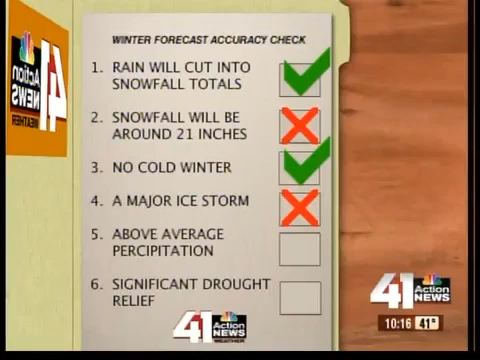 WINTER FORECAST ACCURACY CHECK
1. RAIN WILL CUT INTO
SNOWFALL TOTALS
2. SNOWFALL WILL BE
AROUND 21 INCHES
3. NO COLD WINTER
4. A MAJOR ICE STORM
5. ABOVE AVERAGE
PERCIPITATION
6. SIGNIFICANT DROUGHT
RELIEF
41 Action
NEWS
WEATHER
41 Action
NEWS
WEATHER
41 Action
NEWS
10:16 41°